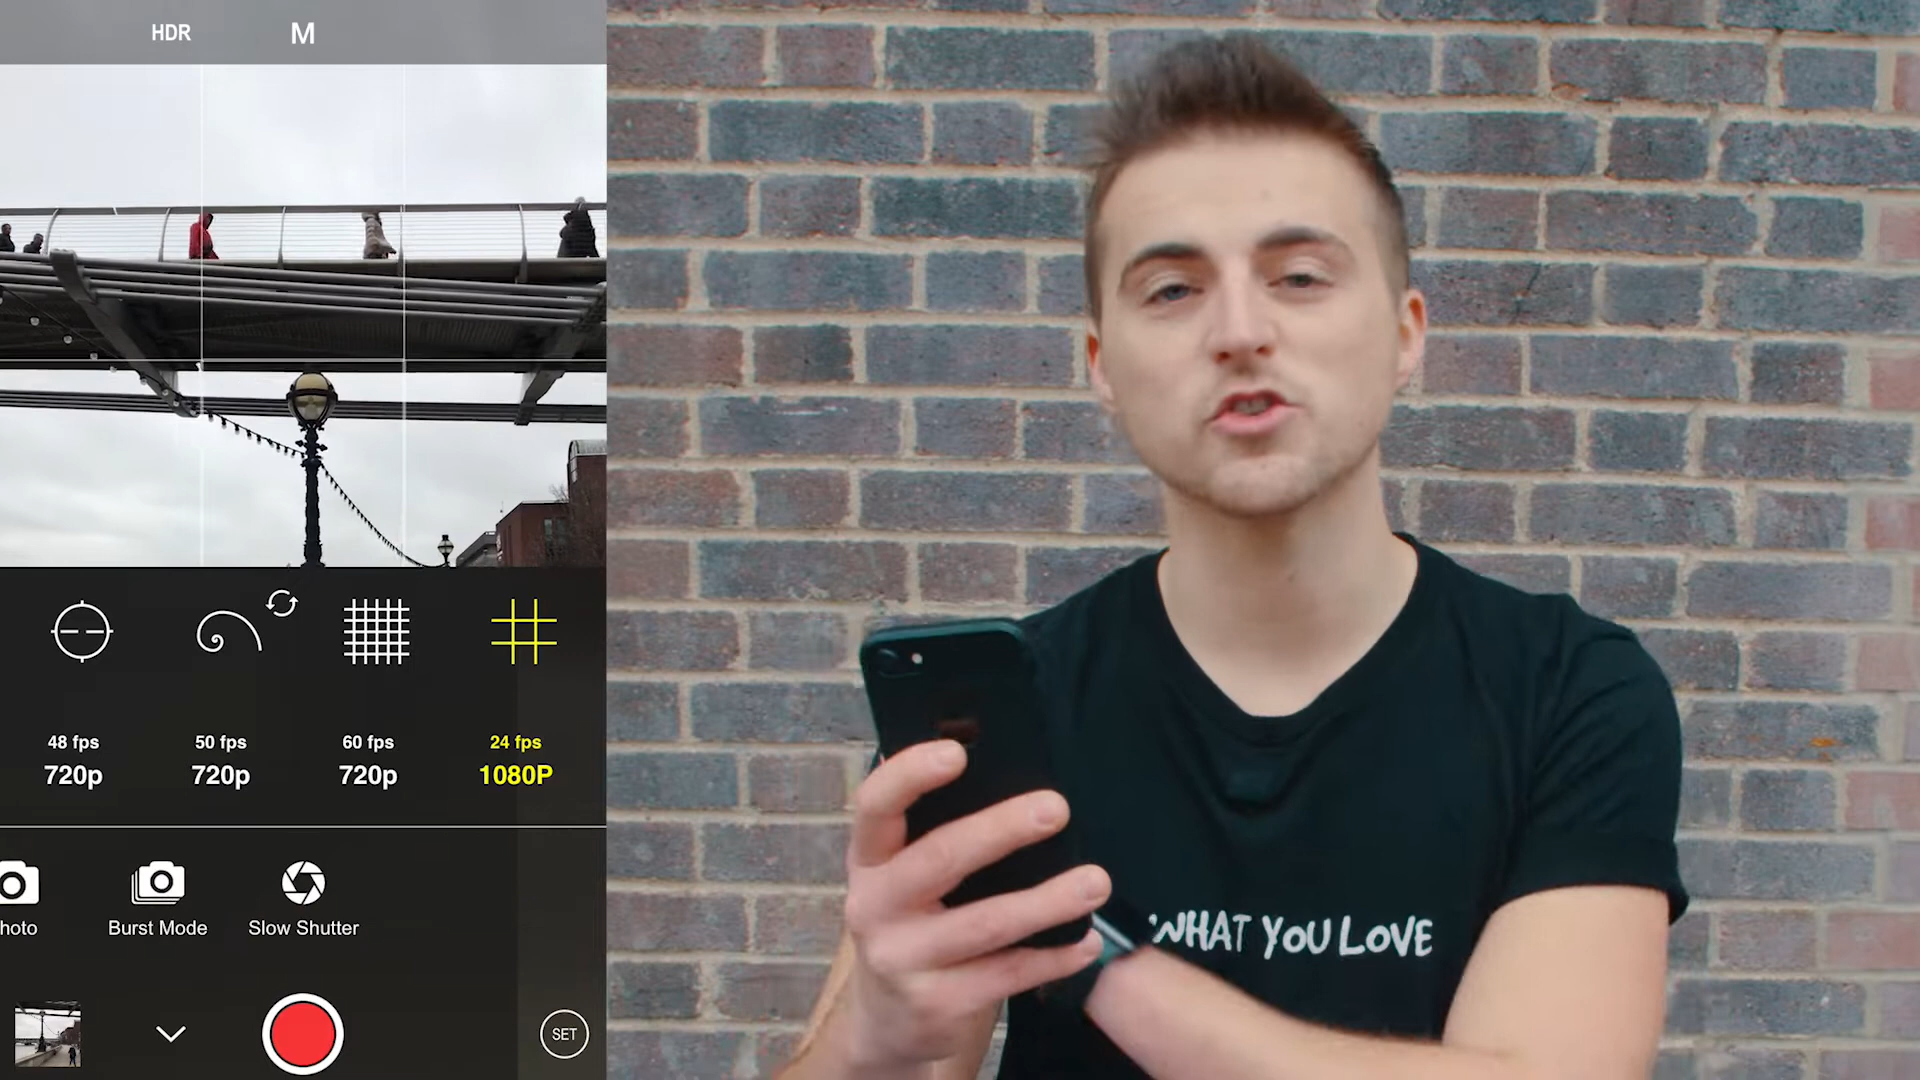 HDR M
48 fps 50 fps 60 fps 24 fps
720p 720p 720p 1080P
hoto Burst Mode Slow Shutter
SET
WHAT YOU LOVE